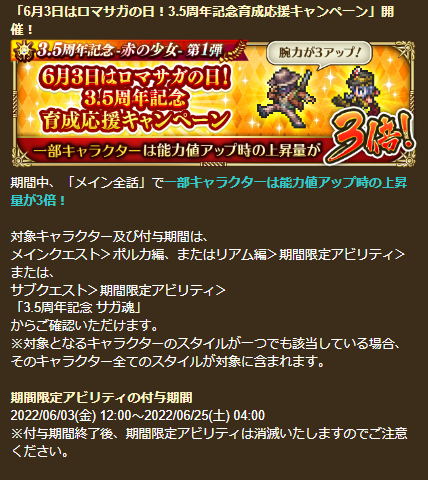 「6月3日はロマサガの日！3.5周年記念育成応援キャンペーン」開
催！
3.5周年記念 -赤の少女- 第1弾
腕力が3アップ!
6月3日はロマサガの日!
3.5周年記念
育成応援キャンペーン
一部キャラクターは能力値アップ時の上昇量が
3倍!
期間中、「メイン全話」で一部キャラクターは能力値アップ時の上昇
量が3倍！
対象キャラクター及び付与期間は、
メインクエスト＞ポルカ編、またはリアム編＞期間限定アビリティ＞
または、
サブクエスト＞期間限定アビリティ＞
「3.5周年記念 サガ魂」
からご確認いただけます。
※対象となるキャラクターのスタイルが一つでも該当している場合、
そのキャラクター全てのスタイルが対象に含まれます。
期間限定アビリティの付与期間
2022/06/03(金) 12:00～2022/06/25(土) 04:00
※付与期間終了後、期間限定アビリティは消滅いたしますのでご注意
ください。